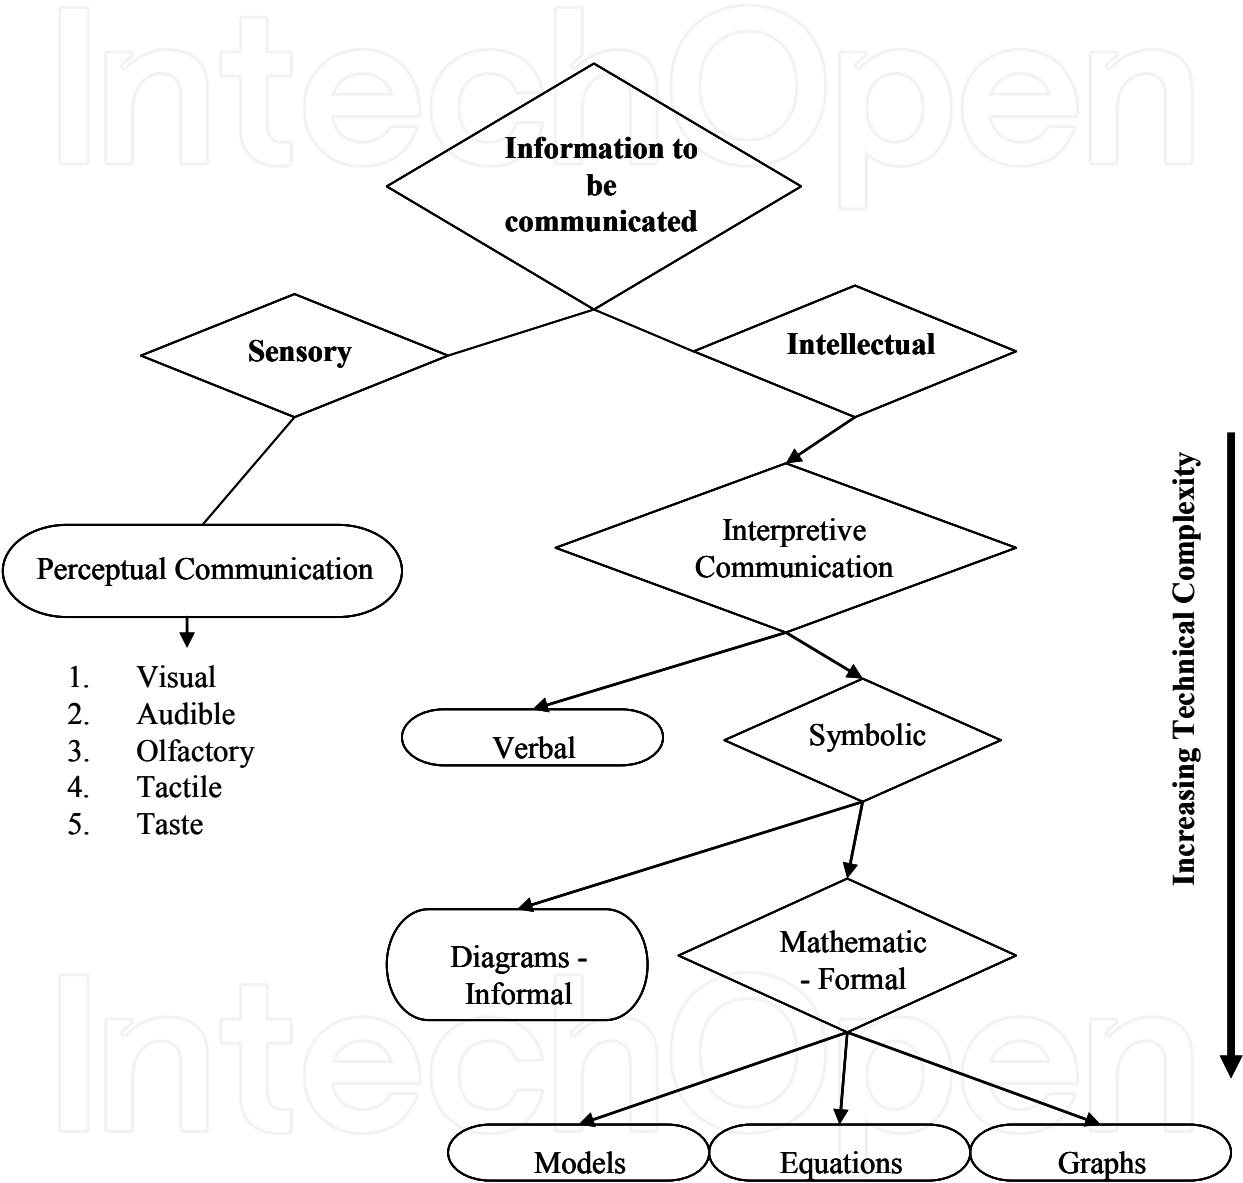 IntechOpen
Information to
be
communicated
Sensory
Intellectual
Interpretive
Communication
Perceptual Communication
1. Visual
2. Audible
3. Olfactory
4. Tactile
5. Taste
Verbal
Symbolic
Increasing Technical Complexity
Diagrams -
Informal
Mathematic
- Formal
IntechOpen
Models
Equations
Graphs